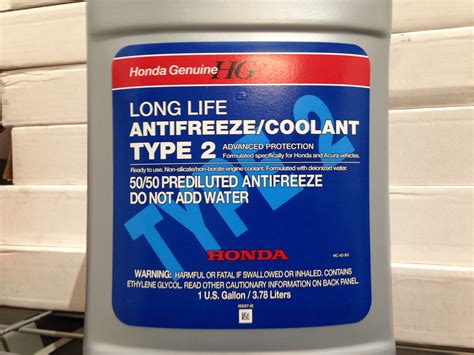 Honda Genuine HG
LONG LIFE
ANTIFREEZE/COOLANT
TYPE 2 ADVANCED PROTECTION
Formulated specifically for Honda and Acura vehicles.
Ready to use. Non-silicate/non-borate engine coolant. Formulated with deionized water.
50/50 PREDILUTED ANTIFREEZE
DO NOT ADD WATER
TYPE 2
HONDA
WARNING: HARMFUL OR FATAL IF SWALLOWED OR INHALED. CONTAINS
ETHYLENE GLYCOL. READ OTHER CAUTIONARY INFORMATION ON BACK PANEL.
1 U.S. Gallon / 3.78 Liters